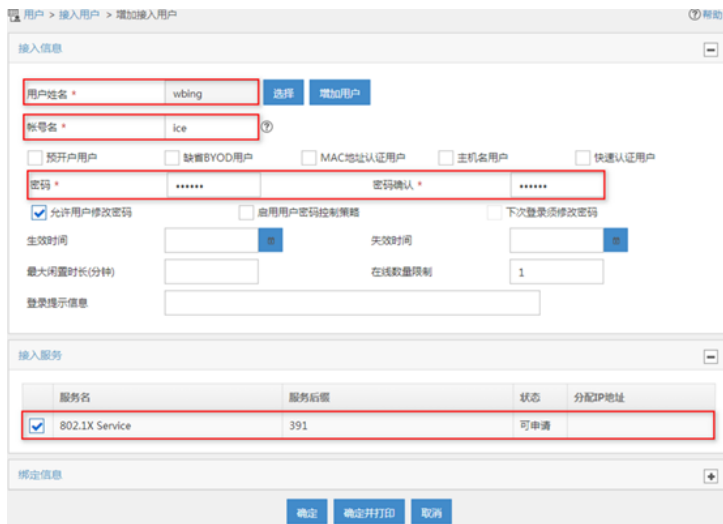 用户 > 接入用户 > 增加接入用户 ?帮助
接入信息
用户姓名 * wbing 选择 增加用户
帐号名 * ice ?
预开户用户 缺省BYOD用户 MAC地址认证用户 主机名用户 快速认证用户
密码 * •••••• 密码确认 * ••••••
允许用户修改密码 启用用户密码控制策略 下次登录须修改密码
生效时间 失效时间
最大闲置时长(分钟) 在线数量限制 1
登录提示信息
接入服务
服务名 服务后缀 状态 分配IP地址
802.1X Service 391 可申请
绑定信息
确定 确定并打印 取消